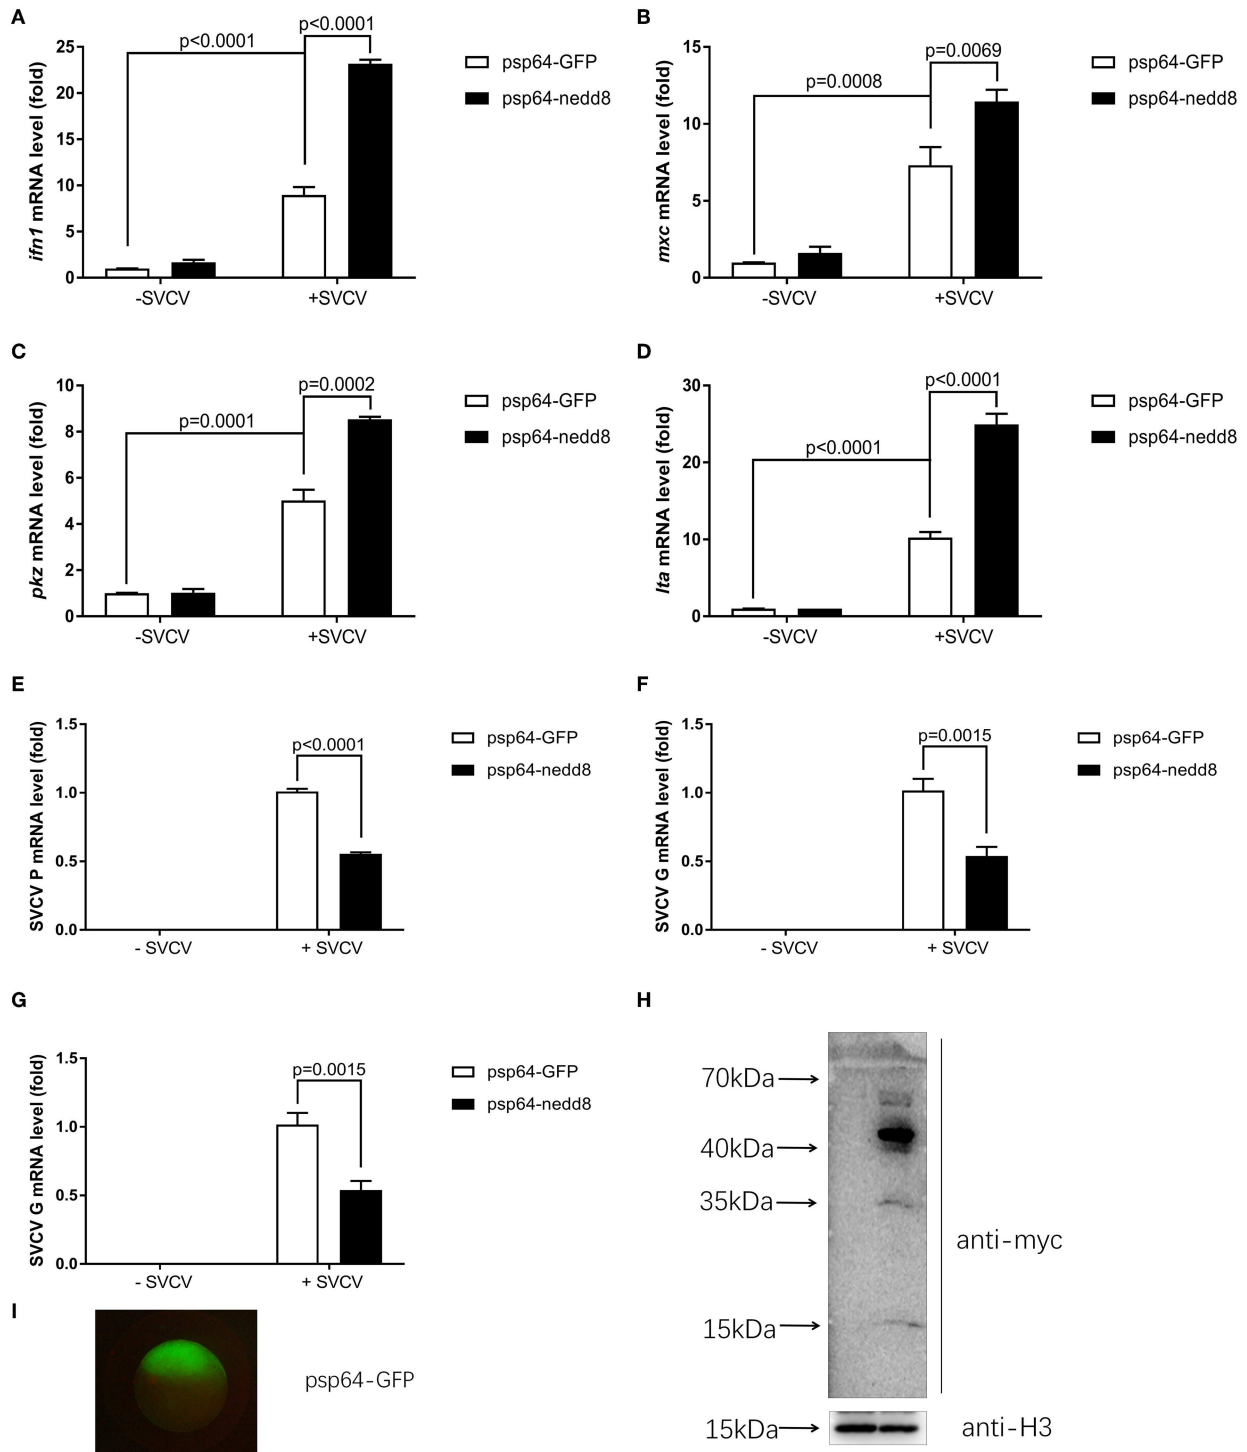 A
ifn1 mRNA level (fold)
25
20
15
10
5
0
p<0.0001
p<0.0001
-SVCV
+SVCV
psp64-GFP
psp64-nedd8
B
mxc mRNA level (fold)
15
10
5
0
p=0.0008
p=0.0069
-SVCV
+SVCV
psp64-GFP
psp64-nedd8
C
pkz mRNA level (fold)
10
8
6
4
2
0
p=0.0001
p=0.0002
-SVCV
+SVCV
psp64-GFP
psp64-nedd8
D
lta mRNA level (fold)
30
20
10
0
p<0.0001
p<0.0001
-SVCV
+SVCV
psp64-GFP
psp64-nedd8
E
SVCV P mRNA level (fold)
1.5
1.0
0.5
0.0
p<0.0001
- SVCV
+ SVCV
psp64-GFP
psp64-nedd8
F
SVCV G mRNA level (fold)
1.5
1.0
0.5
0.0
p=0.0015
- SVCV
+ SVCV
psp64-GFP
psp64-nedd8
G
SVCV G mRNA level (fold)
1.5
1.0
0.5
0.0
p=0.0015
- SVCV
+ SVCV
psp64-GFP
psp64-nedd8
H
70kDa
40kDa
35kDa
15kDa
anti-myc
15kDa
anti-H3
I
psp64-GFP